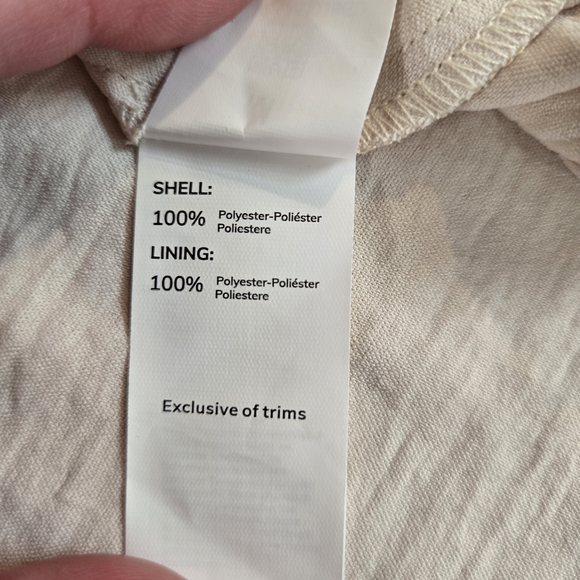 SHELL:
100% Polyester-Poliéster
Poliestere
LINING:
100% Polyester-Poliéster
Poliestere
Exclusive of trims